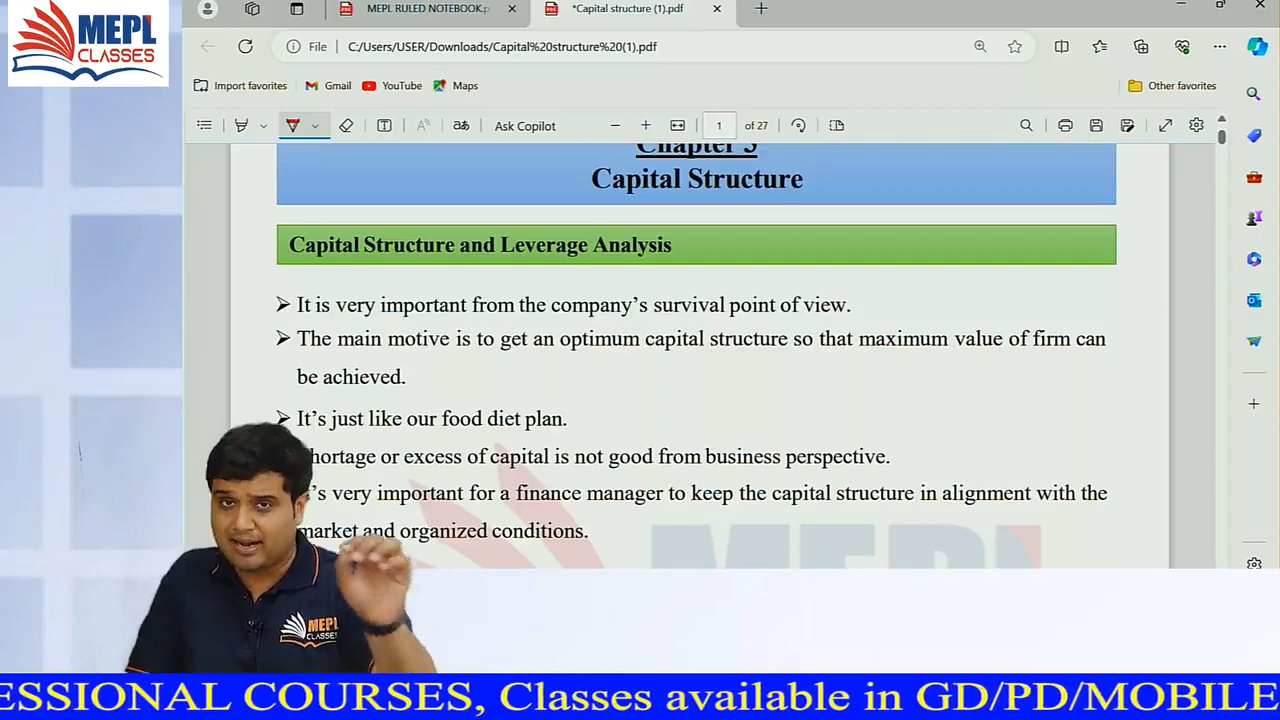 MEPL
CLASSES
MEPL RULED NOTEBOOK.p
*Capital structure (1).pdf
File
C:/Users/USER/Downloads/Capital%20structure%20(1).pdf
Import favorites
Gmail
YouTube
Maps
Other favorites
Ask Copilot
1
of 27
Chapter 5
Capital Structure
Capital Structure and Leverage Analysis
It is very important from the company’s survival point of view.
The main motive is to get an optimum capital structure so that maximum value of firm can
be achieved.
It’s just like our food diet plan.
hortage or excess of capital is not good from business perspective.
’s very important for a finance manager to keep the capital structure in alignment with the
market and organized conditions.
MEPL
MEPL
CLASSES
ESSIONAL COURSES, Classes available in GD/PD/MOBILE